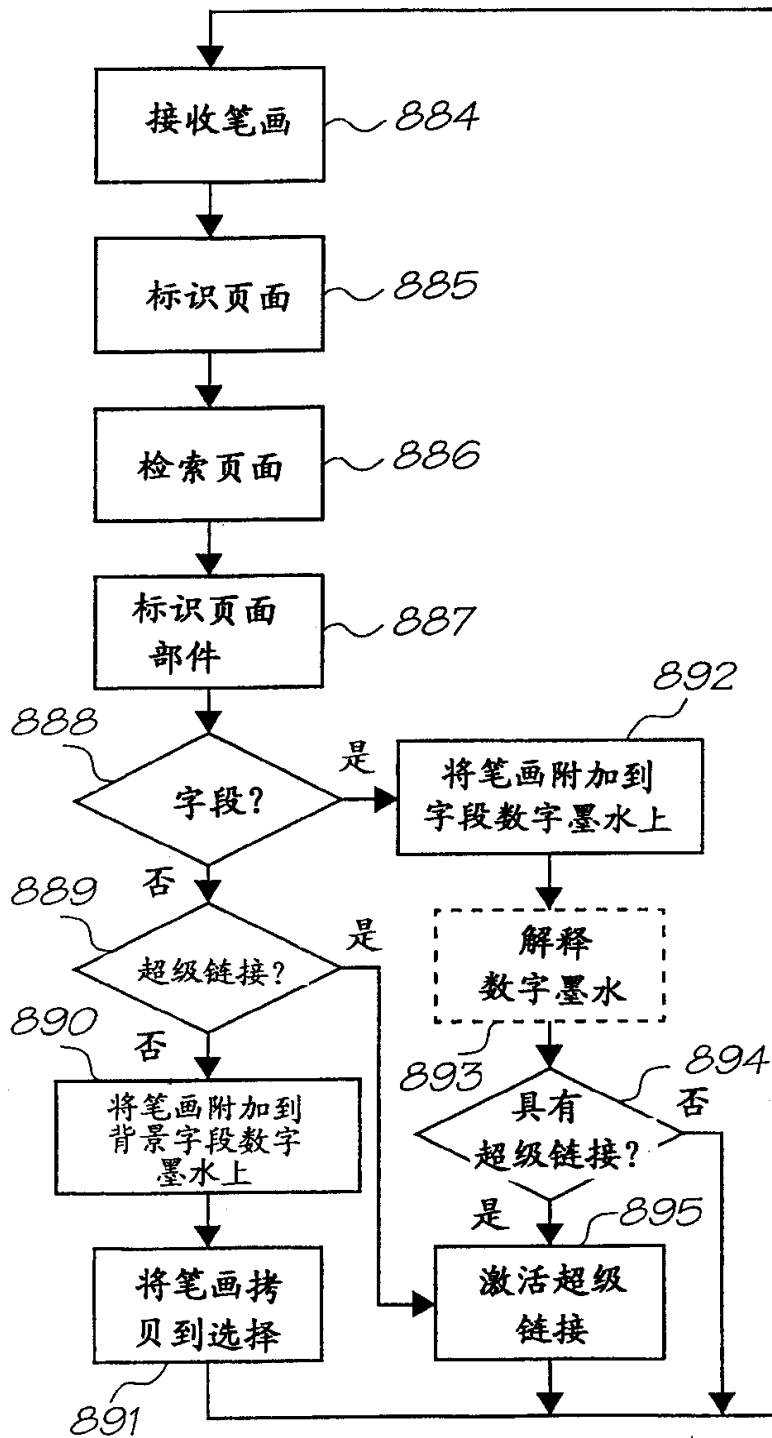 接收笔画
884
标识页面
885
检索页面
886
标识页面
部件
887
888
字段?
是
892
将笔画附加到
字段数字墨水上
否
889
超级链接?
是
解释
数字墨水
893
890
否
894
将笔画附加到
背景字段数字
墨水上
具有
超级链接?
否
是
895
将笔画拷
贝到选择
891
激活超级
链接